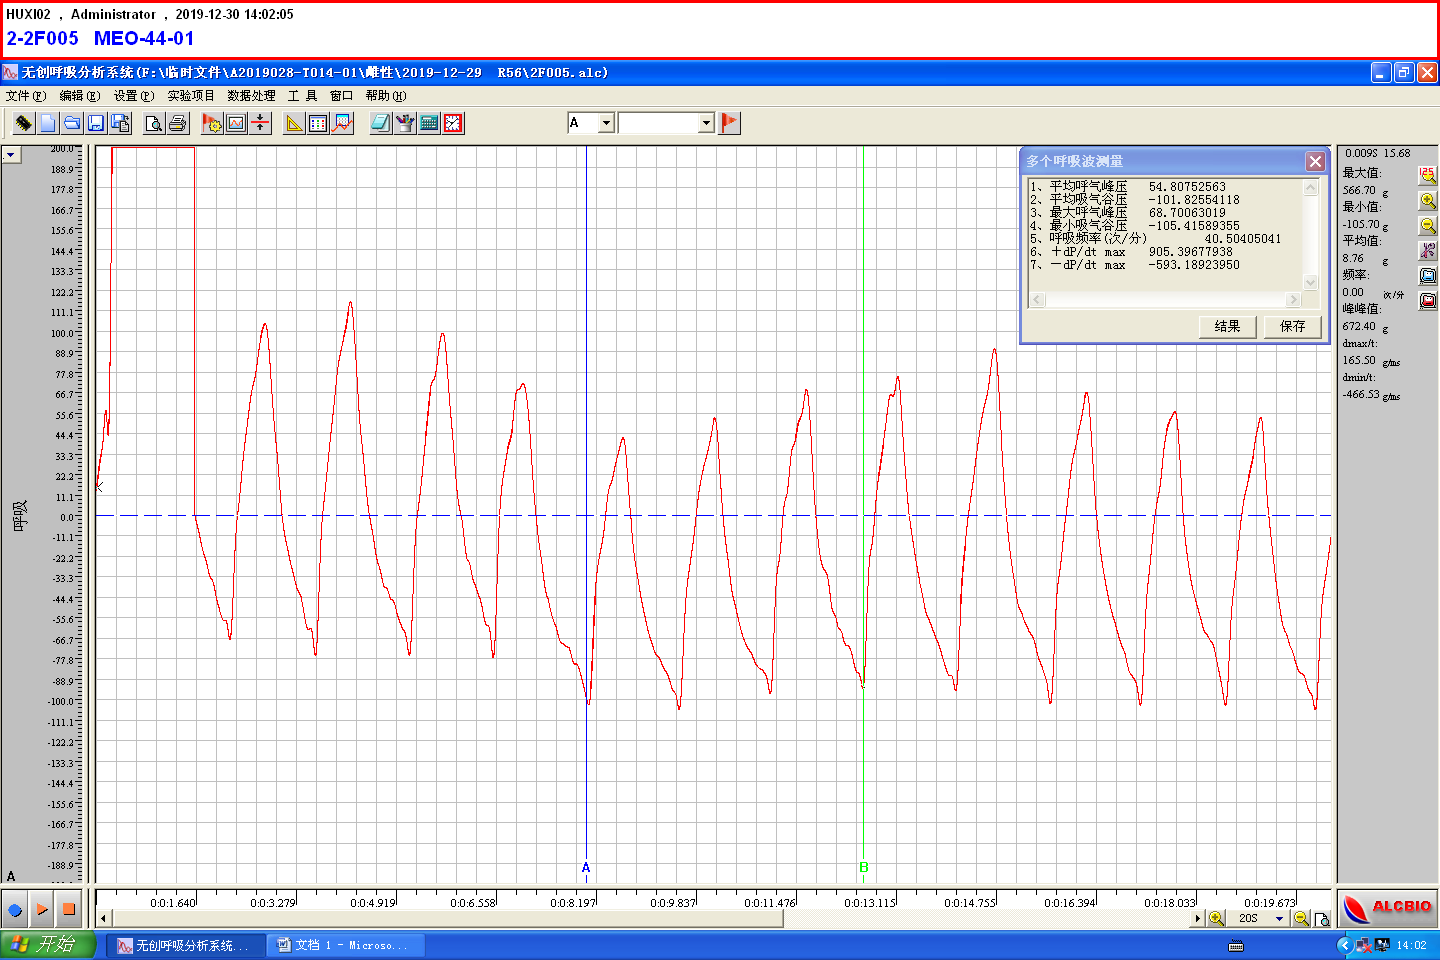 HUXI02 , Administrator , 2019-12-30 14:02:05
2-2F005 MEO-44-01
无创呼吸分析系统(F:\临时文件\A2019028-T014-01\雌性\2019-12-29 R56\2F005.alc)
文件(F) 编辑(E) 设置(P) 实验项目 数据处理 工 具 窗口 帮助(H)
A
200.0
188.9
177.8
166.7
155.6
144.4
133.3
122.2
111.1
100.0
88.9
77.8
66.7
55.6
44.4
33.3
22.2
11.1
0.0
-11.1
-22.2
-33.3
-44.4
-55.6
-66.7
-77.8
-88.9
-100.0
-111.1
-122.2
-133.3
-144.4
-155.6
-166.7
-177.8
-188.9
呼吸
A
A
B
多个呼吸波测量
1、平均呼气峰压 54.80752563
2、平均吸气谷压 -101.82554118
3、最大呼气峰压 68.70063019
4、最小吸气谷压 -105.41589355
5、呼吸频率(次/分) 40.50405041
6、＋dP/dt max 905.39677938
7、－dP/dt max -593.18923950
结果 保存
0.009S 15.68
最大值:
566.70 g
最小值:
-105.70 g
平均值:
8.76 g
频率:
0.00 次/分
峰峰值:
672.40 g
dmax/t:
165.50 g/ms
dmin/t:
-466.53 g/ms
125
0:0:1.640 0:0:3.279 0:0:4.919 0:0:6.558 0:0:8.197 0:0:9.837 0:0:11.476 0:0:13.115 0:0:14.755 0:0:16.394 0:0:18.033 0:0:19.673
20S
ALCBIO
开始 无创呼吸分析系统... 文档 1 - Microso... 14:02